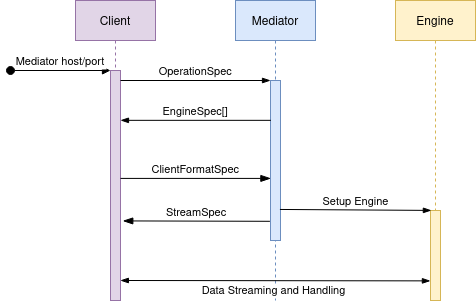 Client
Mediator
Engine
Mediator host/port
OperationSpec
EngineSpec[]
ClientFormatSpec
Setup Engine
StreamSpec
Data Streaming and Handling